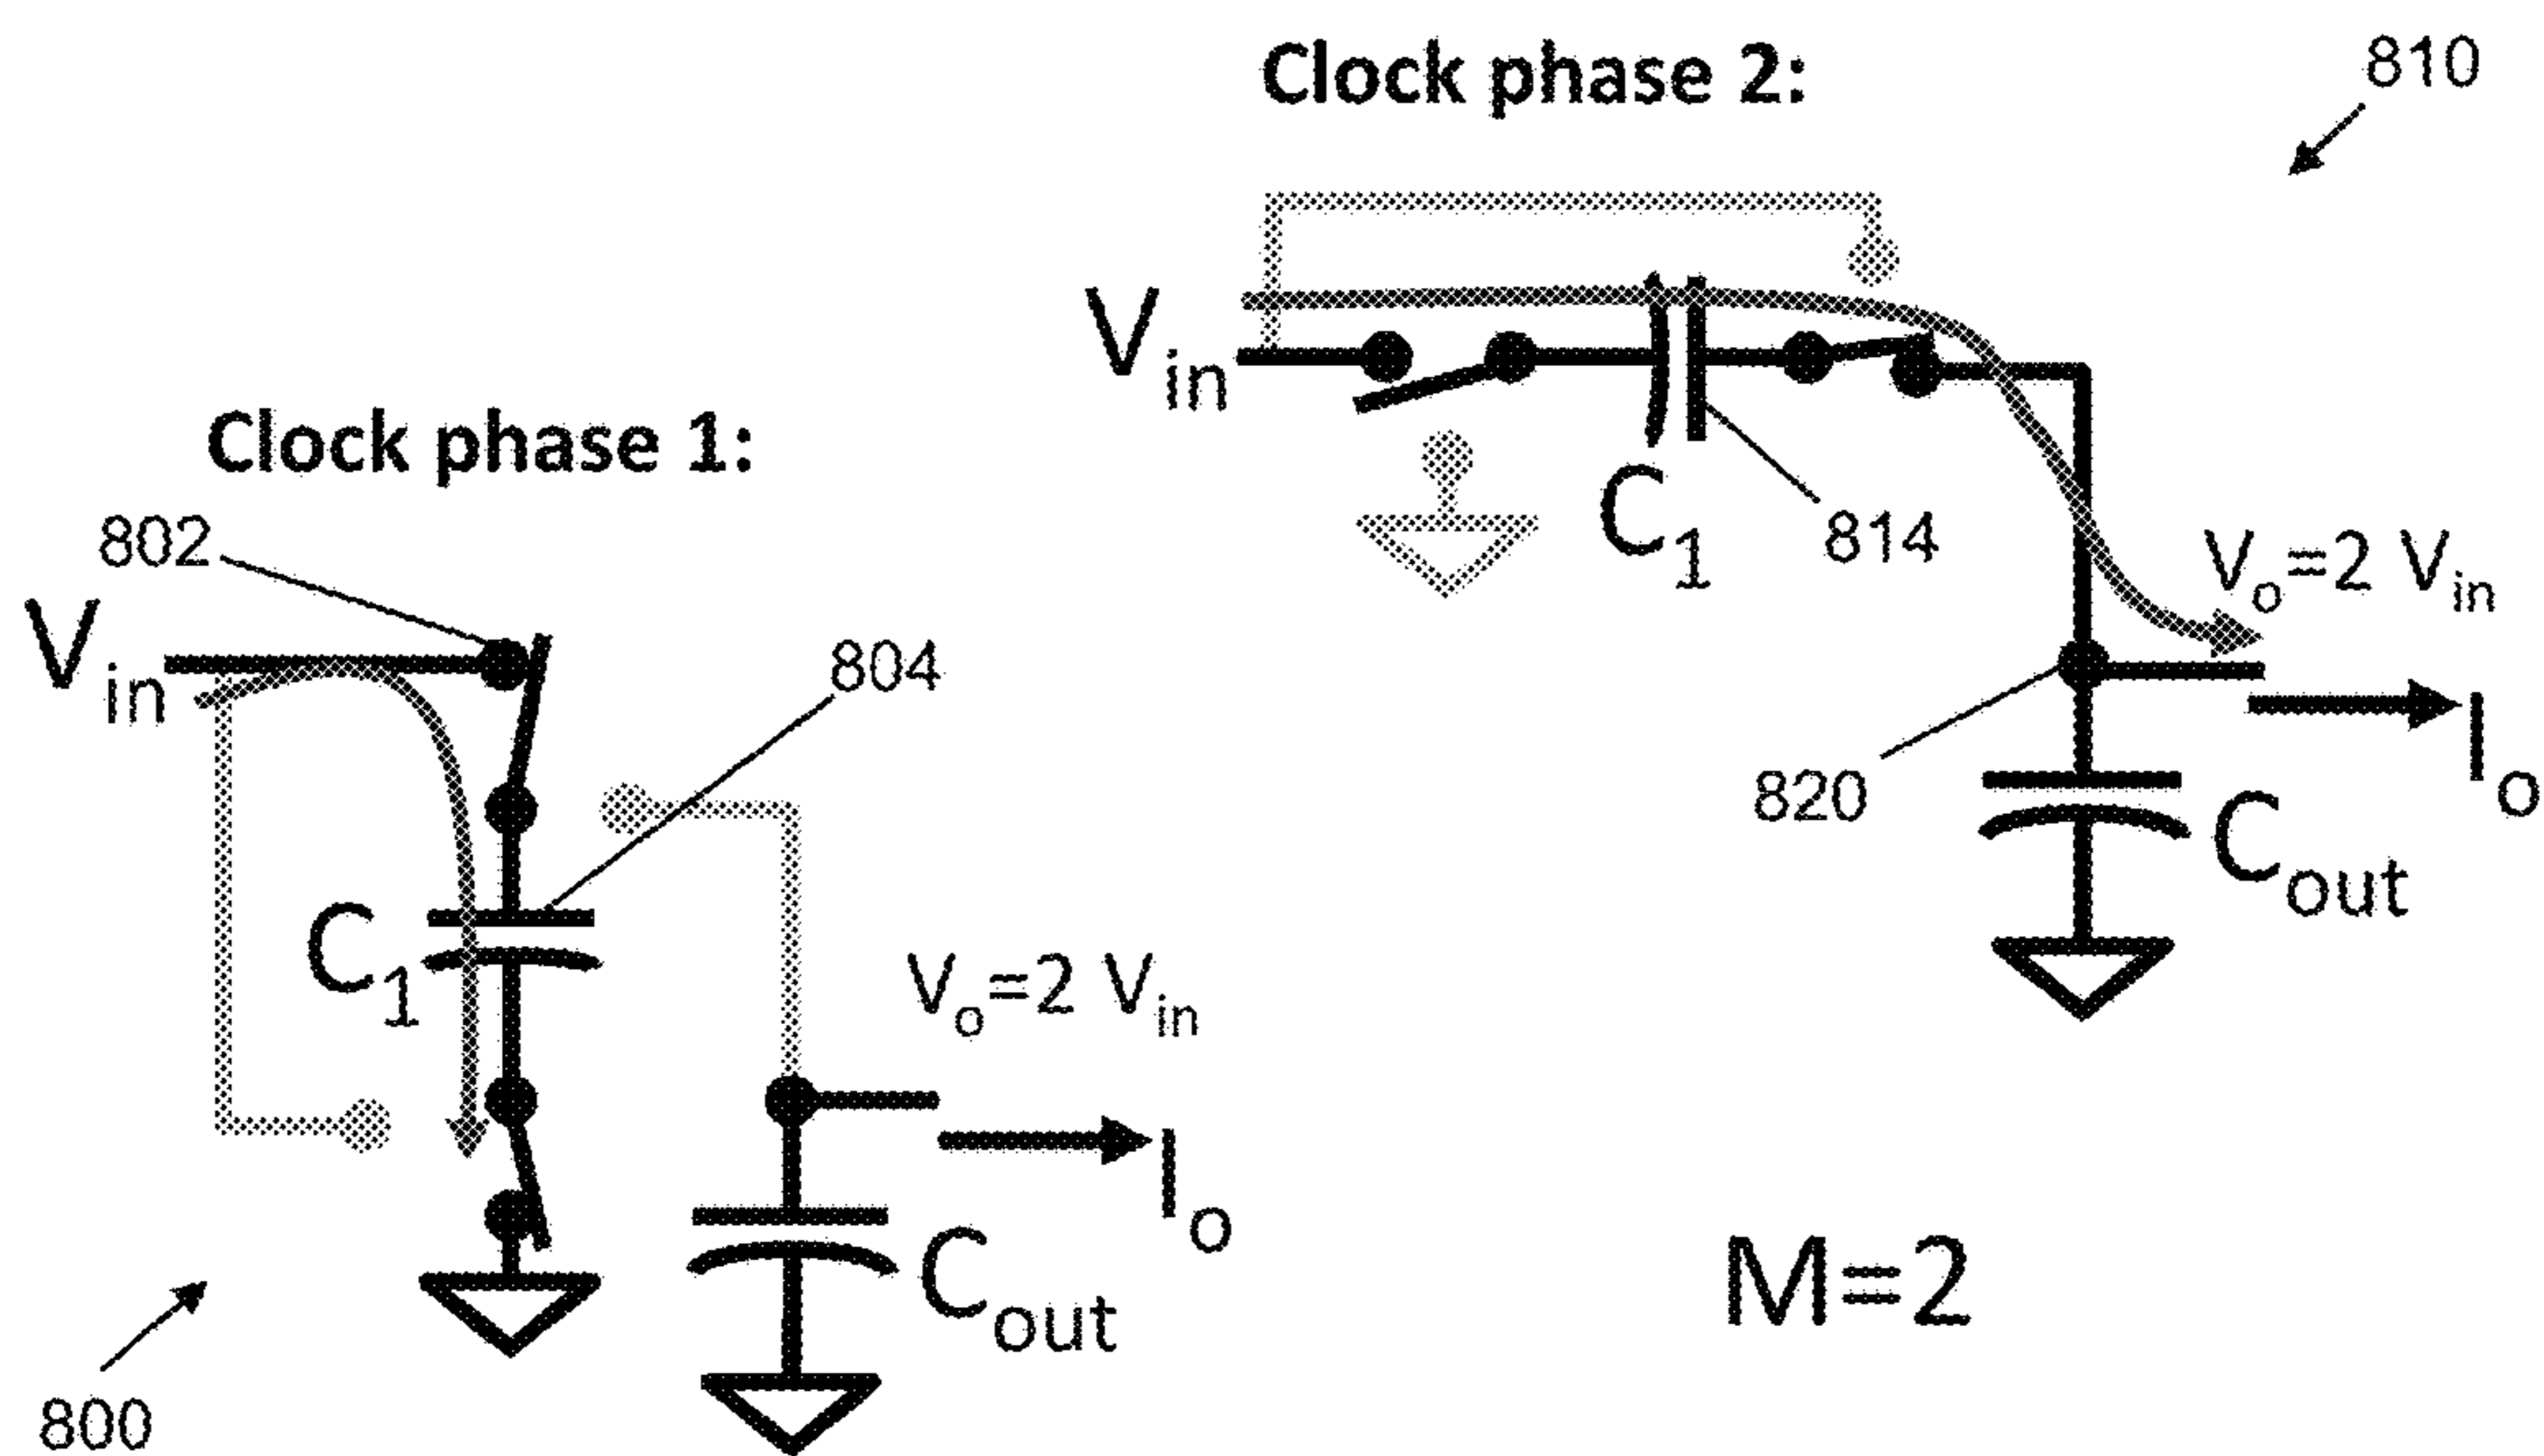 Clock phase 2:
810
V_in
C_1
814
V_o=2 V_in
820
I_o
C_out
Clock phase 1:
802
V_in
804
C_1
V_o=2 V_in
I_o
C_out
800
M=2